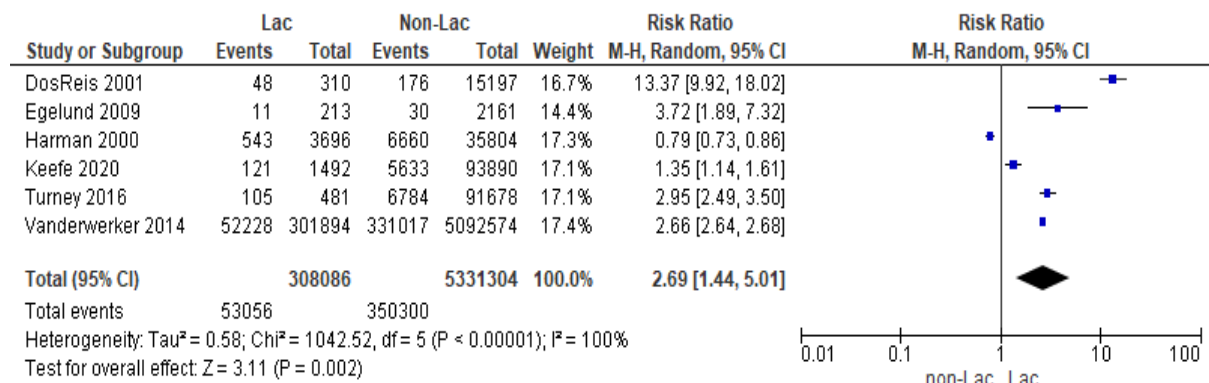 Lac Non-Lac Risk Ratio Risk Ratio
Study or Subgroup Events Total Events Total Weight M-H, Random, 95% CI M-H, Random, 95% CI
DosReis 2001 48 310 176 15197 16.7% 13.37 [9.92, 18.02]
Egelund 2009 11 213 30 2161 14.4% 3.72 [1.89, 7.32]
Harman 2000 543 3696 6660 35804 17.3% 0.79 [0.73, 0.86]
Keefe 2020 121 1492 5633 93890 17.1% 1.35 [1.14, 1.61]
Turney 2016 105 481 6784 91678 17.1% 2.95 [2.49, 3.50]
Vanderwerker 2014 52228 301894 331017 5092574 17.4% 2.66 [2.64, 2.68]
Total (95% CI) 308086 5331304 100.0% 2.69 [1.44, 5.01]
Total events 53056 350300
Heterogeneity: Tau² = 0.58; Chi² = 1042.52, df = 5 (P < 0.00001); I² = 100%
Test for overall effect: Z = 3.11 (P = 0.002)
0.01 0.1 1 10 100
non-Lac Lac